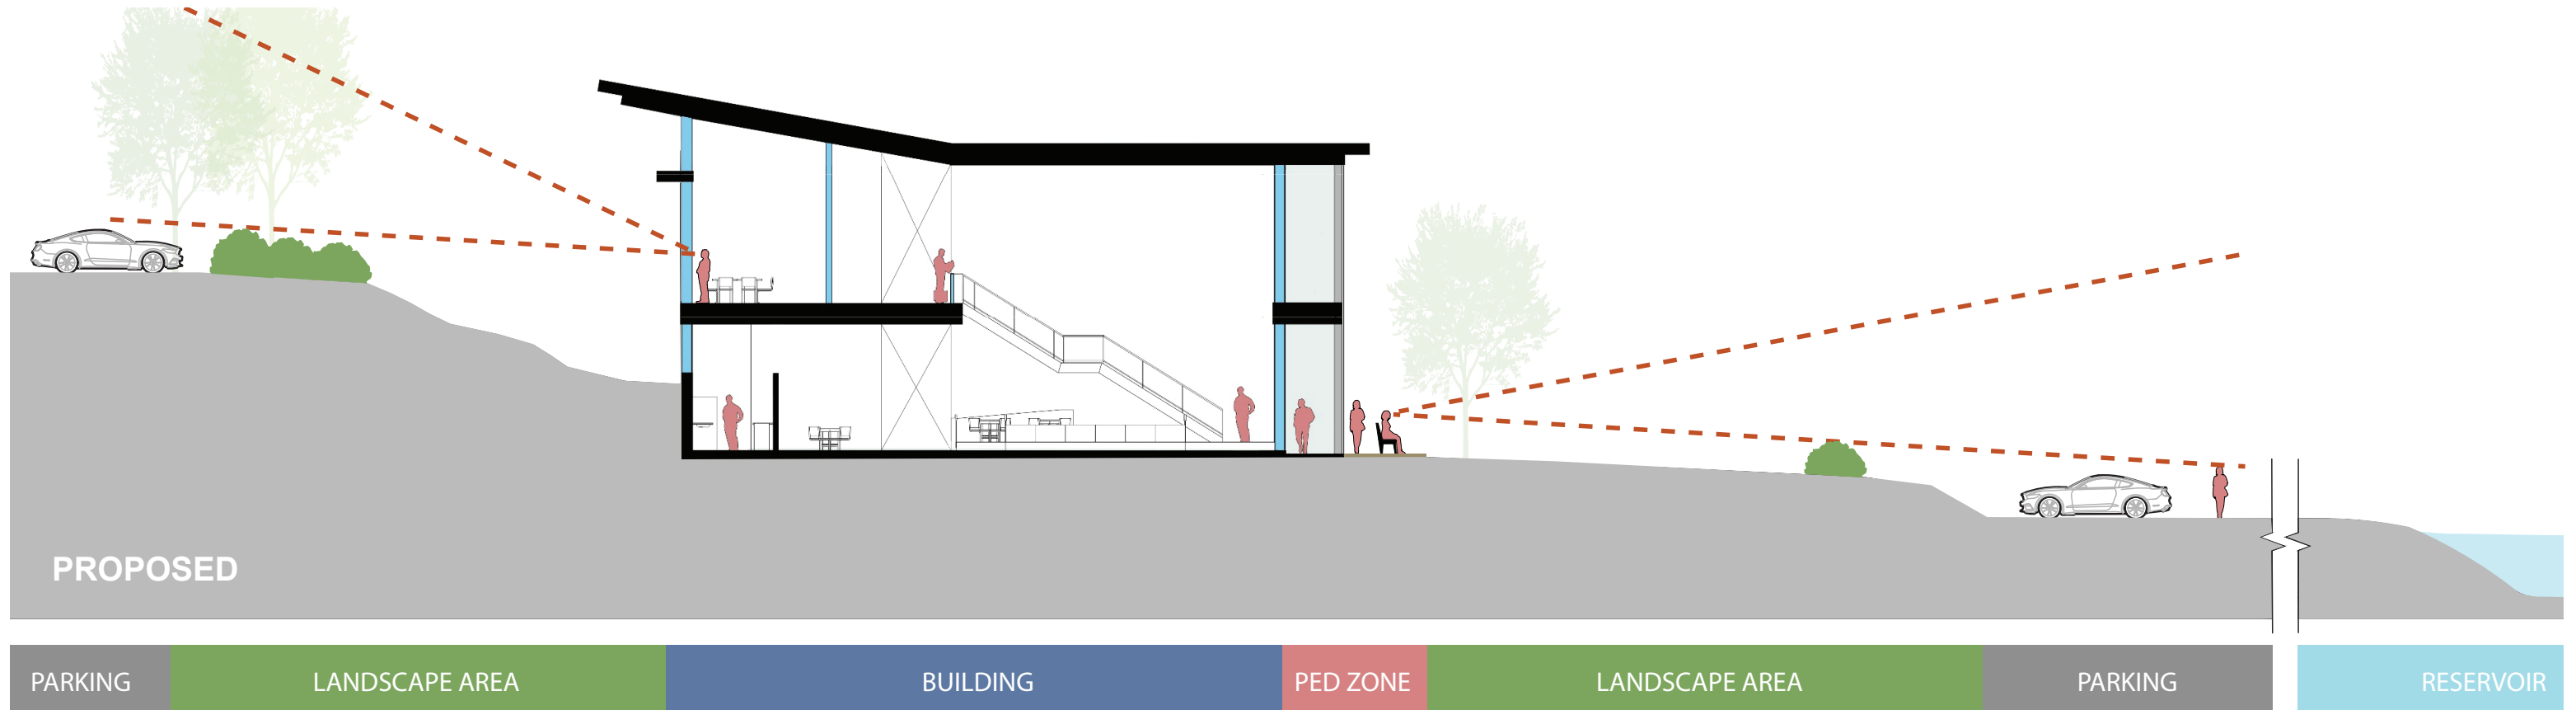 PROPOSED
PARKING
LANDSCAPE AREA
BUILDING
PED ZONE
LANDSCAPE AREA
PARKING
RESERVOIR